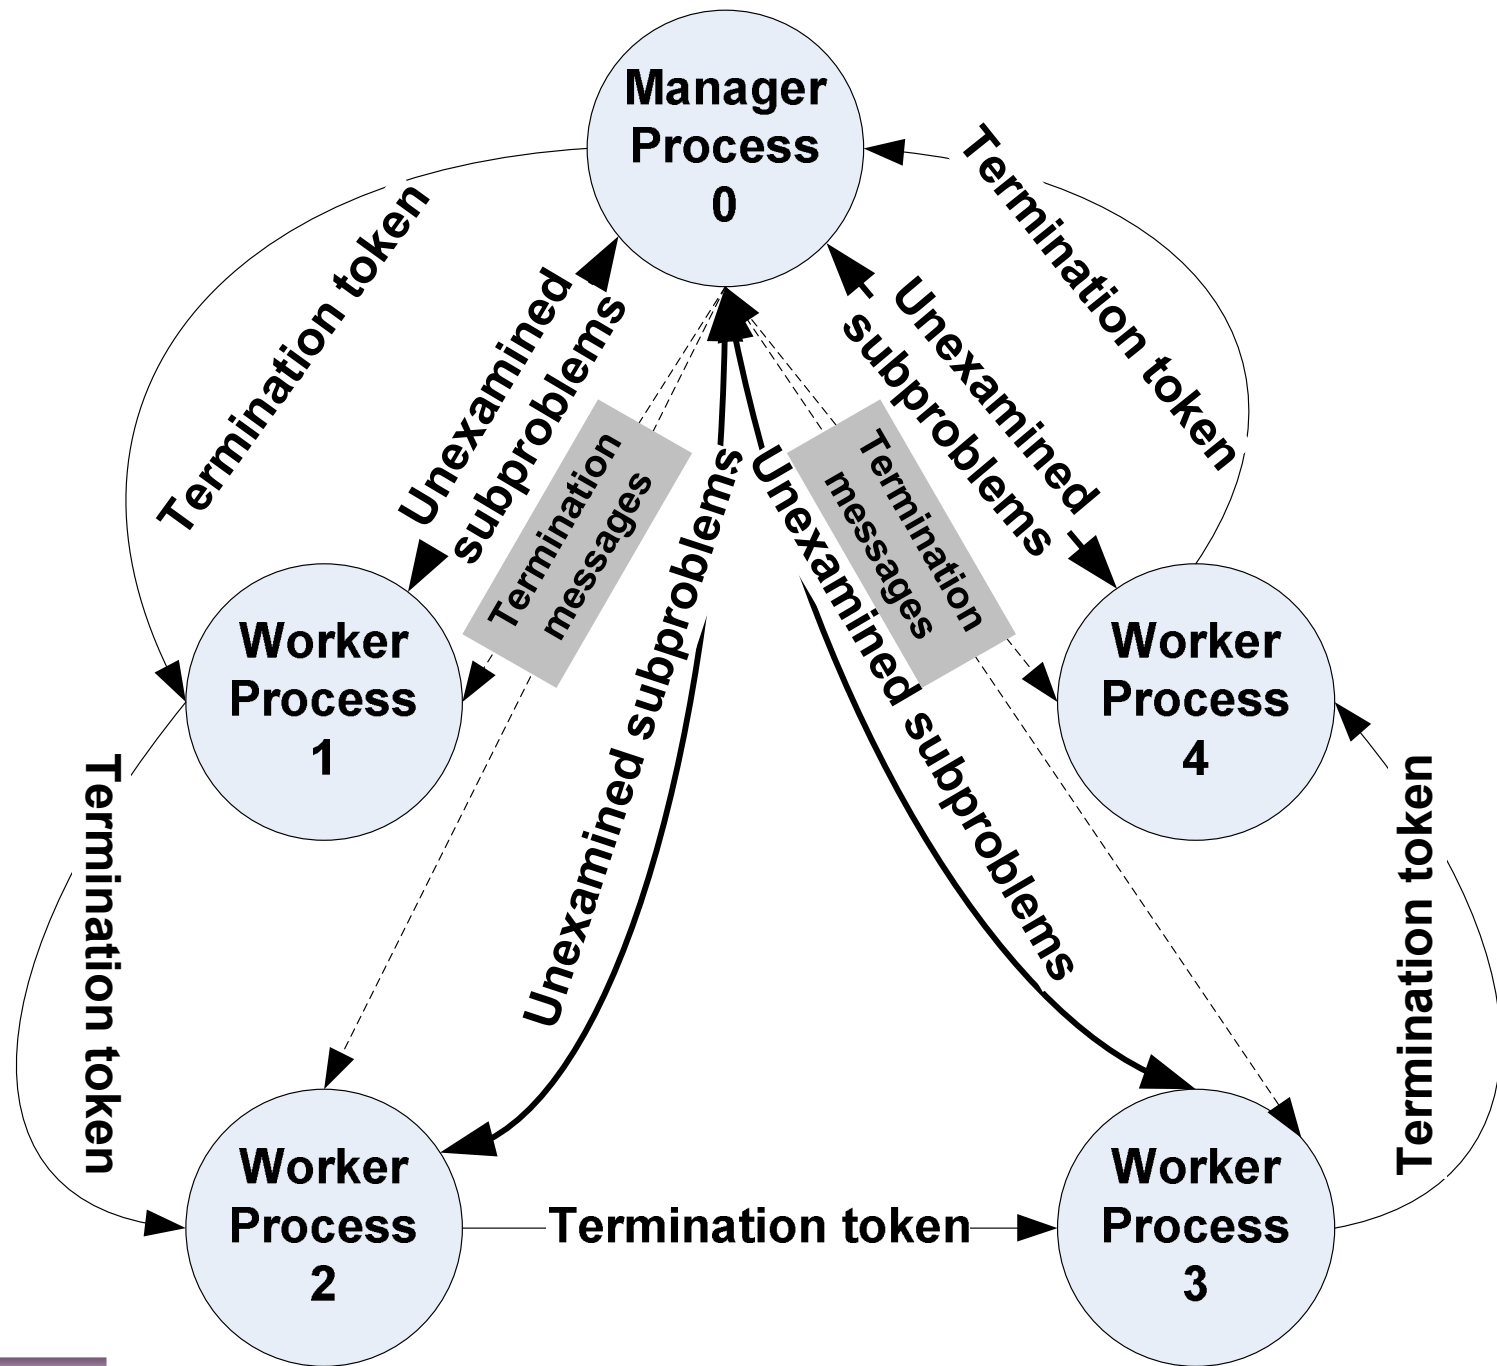 Manager
Process
0
Termination token
Unexamined
subproblems
Termination
messages
Unexamined subproblems
Unexamined subproblems
Termination
messages
Unexamined
subproblems
Termination token
Worker
Process
1
Worker
Process
4
Termination token
Termination token
Worker
Process
2
Termination token
Worker
Process
3